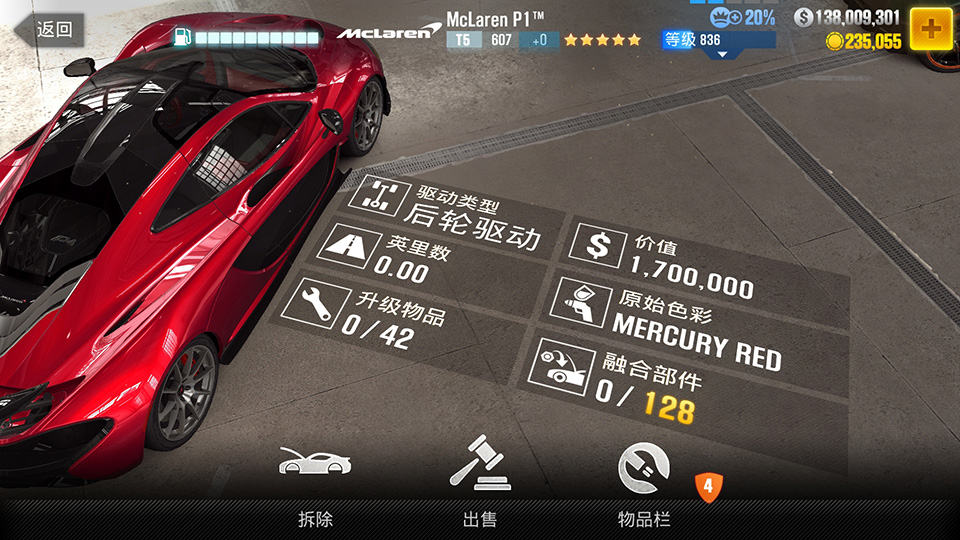 返回
McLaren
McLaren P1™
T5 607 +0
20%
等级 836
$ 138,009,301
235,055
+
驱动类型
后轮驱动
英里数
0.00
升级物品
0 / 42
$
价值
1,700,000
原始色彩
MERCURY RED
融合部件
0 / 128
4
拆除
出售
物品栏